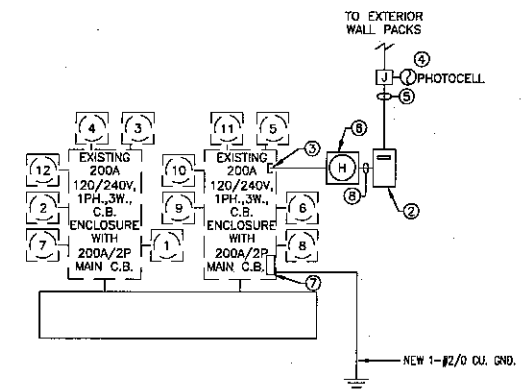 TO EXTERIOR
WALL PACKS
4
J
PHOTOCELL
5
4
3
11
5
3
6
12
EXISTING
200A
120/240V,
1PH.,3W.,
C.B.
ENCLOSURE
WITH
200A/2P
MAIN C.B.
2
7
1
10
EXISTING
200A
120/240V,
1PH.,3W.,
C.B.
ENCLOSURE
WITH
200A/2P
MAIN C.B.
9
6
8
H
8
2
7
NEW 1-#2/0 CU. GND.